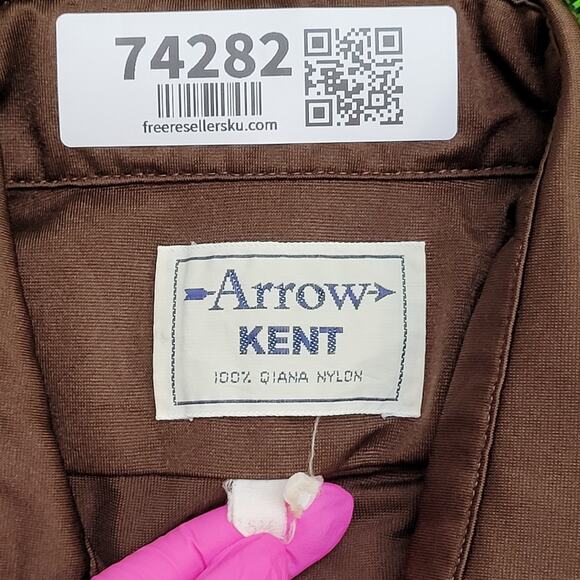 74282
freeresellersku.com
Arrow
KENT
100% QIANA NYLON